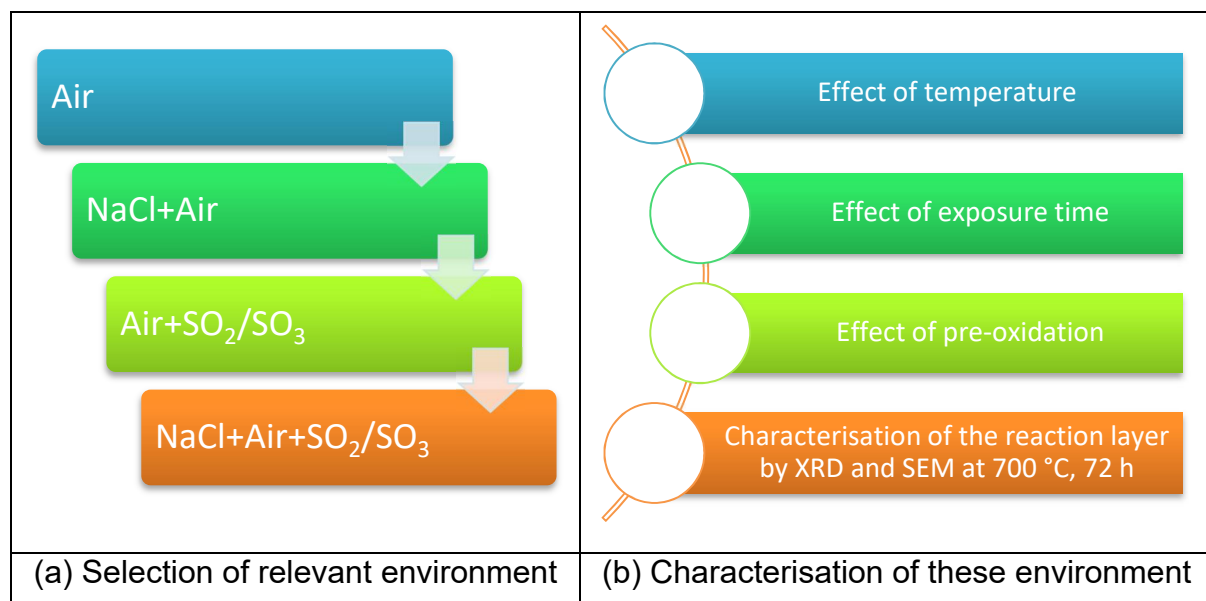 Air
NaCl+Air
Air+SO₂/SO₃
NaCl+Air+SO₂/SO₃
(a) Selection of relevant environment
Effect of temperature
Effect of exposure time
Effect of pre-oxidation
Characterisation of the reaction layer
by XRD and SEM at 700 °C, 72 h
(b) Characterisation of these environment